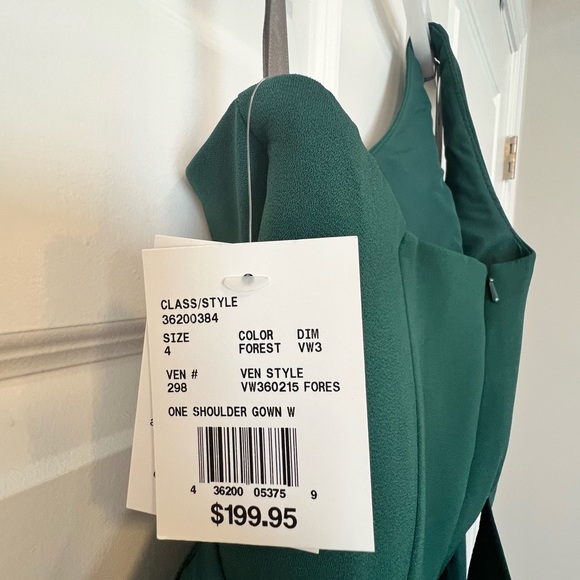 CLASS/STYLE
36200384
SIZE COLOR DIM
4 FOREST VW3
VEN # VEN STYLE
298 VW360215 FORES
ONE SHOULDER GOWN W
4 36200 05375 9
$199.95